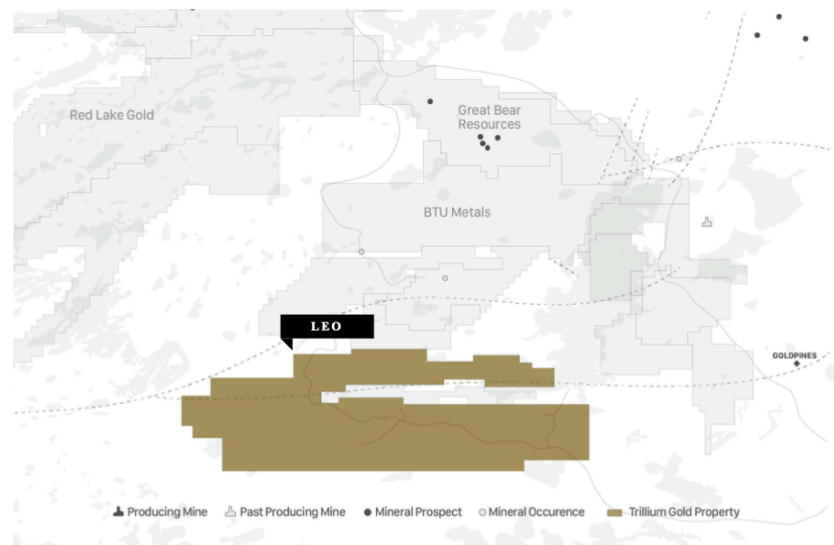 Red Lake Gold
Great Bear
Resources
BTU Metals
LEO
GOLDPINES
Producing Mine
Past Producing Mine
Mineral Prospect
Mineral Occurence
Trillium Gold Property